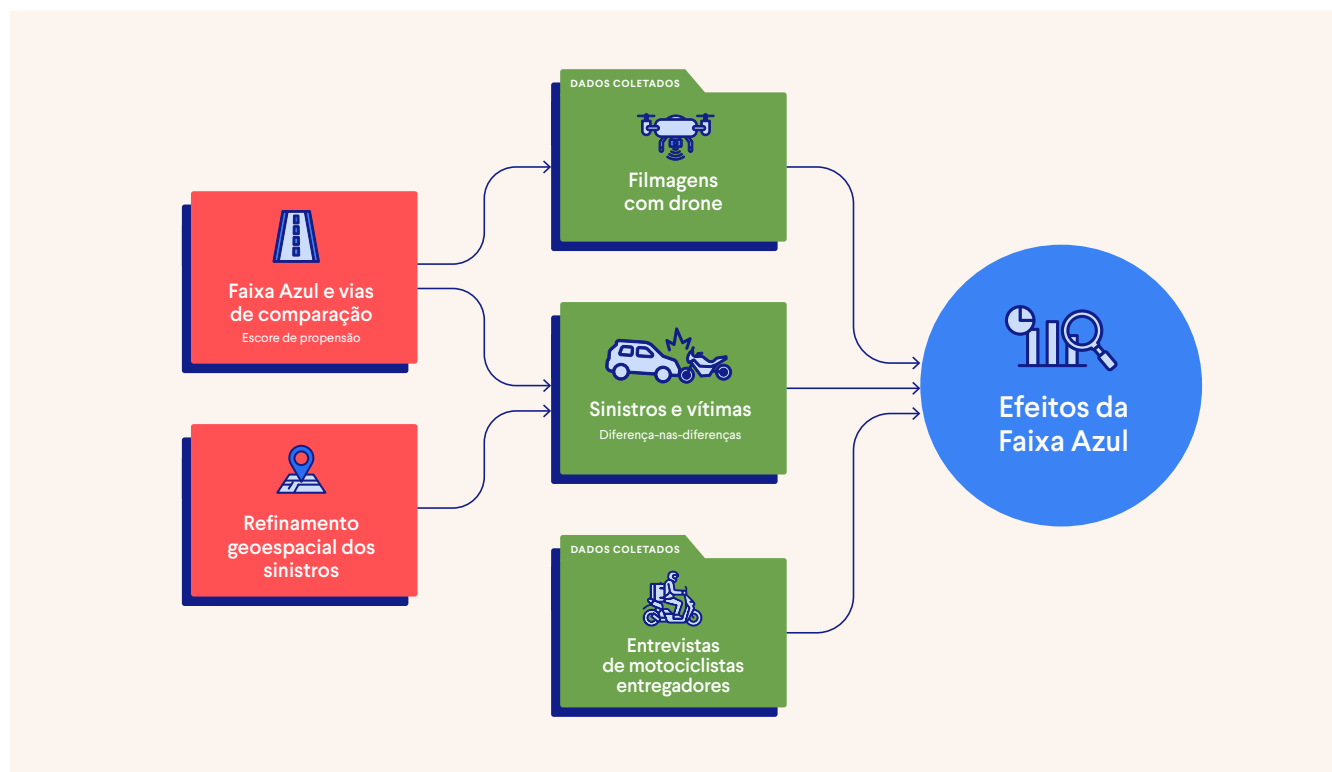 Faixa Azul e vias
de comparação
Escore de propensão
Refinamento
geoespacial dos
sinistros
DADOS COLETADOS
Filmagens
com drone
Sinistros e vítimas
Diferença-nas-diferenças
DADOS COLETADOS
Entrevistas
de motociclistas
entregadores
Efeitos da
Faixa Azul